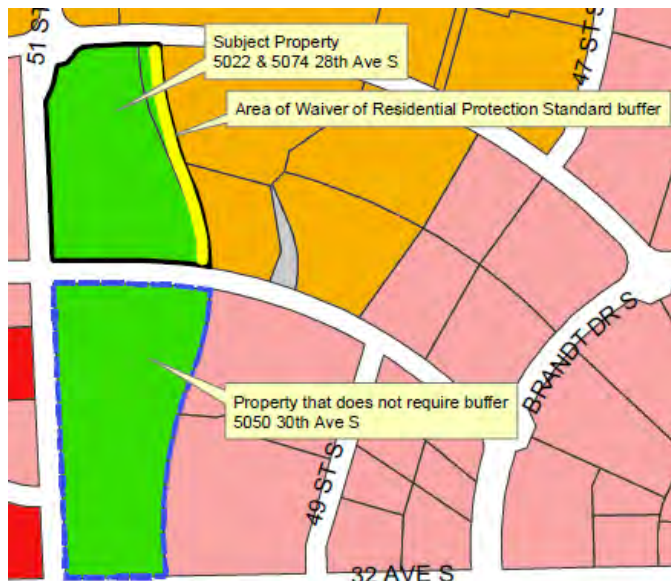 51 ST
Subject Property
5022 & 5074 28th Ave S
47 ST S
Area of Waiver of Residential Protection Standard buffer
BRANDT DR S
Property that does not require buffer
5050 30th Ave S
49 ST S
32 AVE S